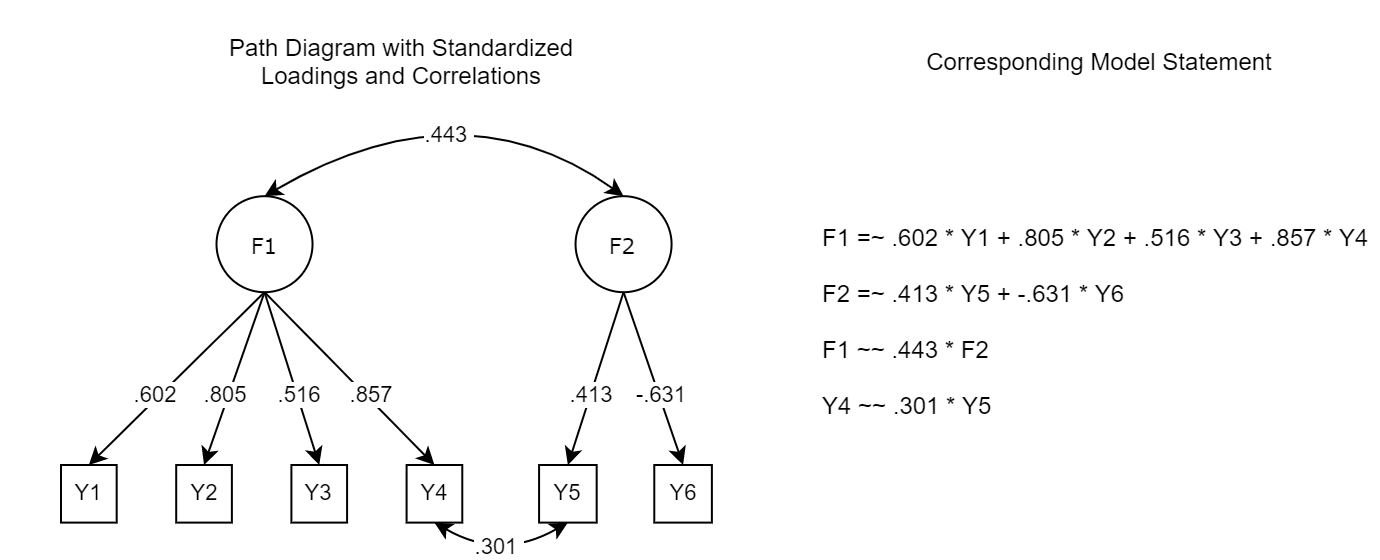 Path Diagram with Standardized
Loadings and Correlations
.443
F1
F2
.602
.805
.516
.857
.413
-.631
Y1
Y2
Y3
Y4
Y5
Y6
.301
Corresponding Model Statement
F1 =~ .602 * Y1 + .805 * Y2 + .516 * Y3 + .857 * Y4
F2 =~ .413 * Y5 + -.631 * Y6
F1 ~~ .443 * F2
Y4 ~~ .301 * Y5